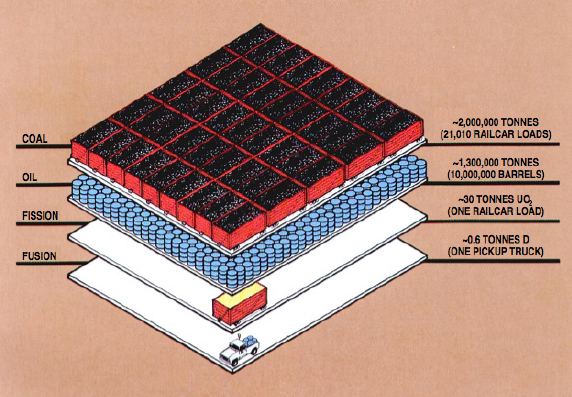 COAL
~2,000,000 TONNES
(21,010 RAILCAR LOADS)
OIL
~1,300,000 TONNES
(10,000,000 BARRELS)
FISSION
~30 TONNES UO₂
(ONE RAILCAR LOAD)
FUSION
~0.6 TONNES D
(ONE PICKUP TRUCK)